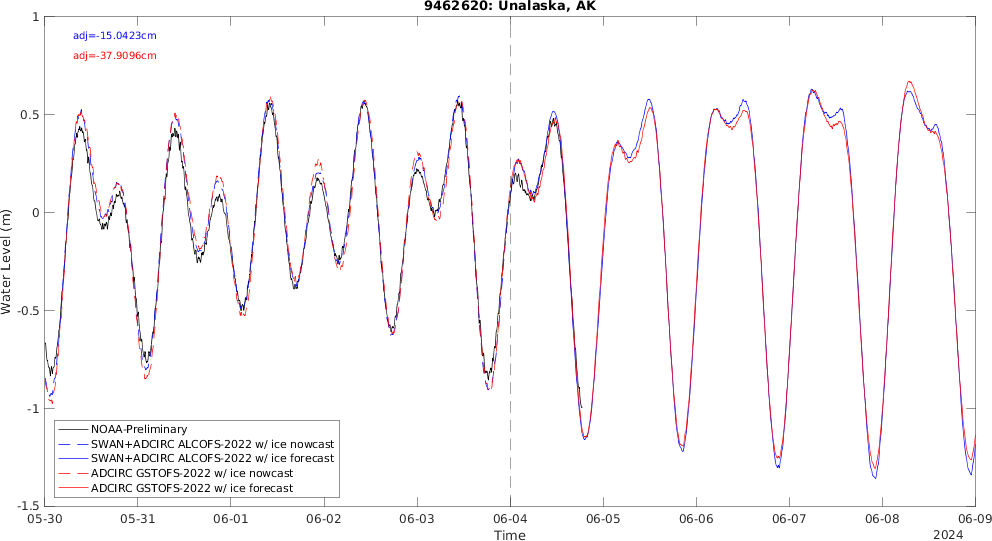 9462620: Unalaska, AK
adj=-15.0423cm
adj=-37.9096cm
Water Level (m)
1
0.5
0
-0.5
-1
-1.5
NOAA-Preliminary
SWAN+ADCIRC ALCOFS-2022 w/ ice nowcast
SWAN+ADCIRC ALCOFS-2022 w/ ice forecast
ADCIRC GSTOFS-2022 w/ ice nowcast
ADCIRC GSTOFS-2022 w/ ice forecast
05-30 05-31 06-01 06-02 06-03 06-04 06-05 06-06 06-07 06-08 06-09
Time
2024